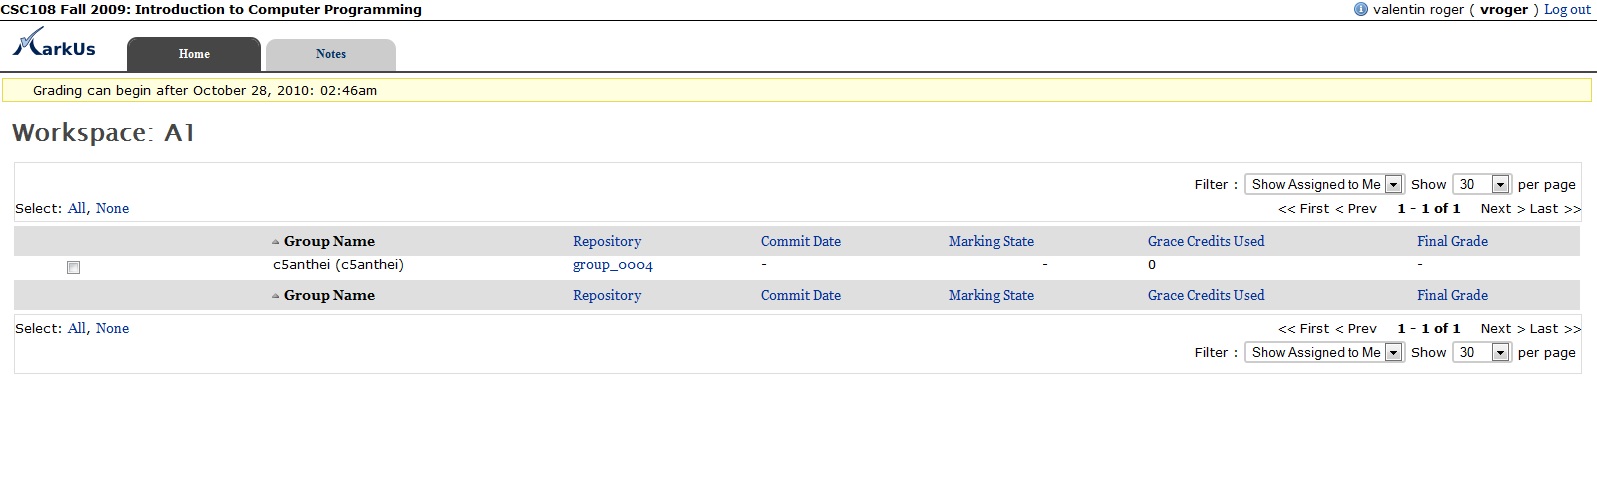 CSC108 Fall 2009: Introduction to Computer Programming valentin roger ( vroger ) Log out
MarkUs Home Notes
Grading can begin after October 28, 2010: 02:46am
Workspace: A1
Filter : Show Assigned to Me Show 30 per page
Select: All, None << First < Prev 1 - 1 of 1 Next > Last >>
Group Name Repository Commit Date Marking State Grace Credits Used Final Grade
c5anthei (c5anthei) group_0004 - - 0 -
Group Name Repository Commit Date Marking State Grace Credits Used Final Grade
Select: All, None << First < Prev 1 - 1 of 1 Next > Last >>
Filter : Show Assigned to Me Show 30 per page